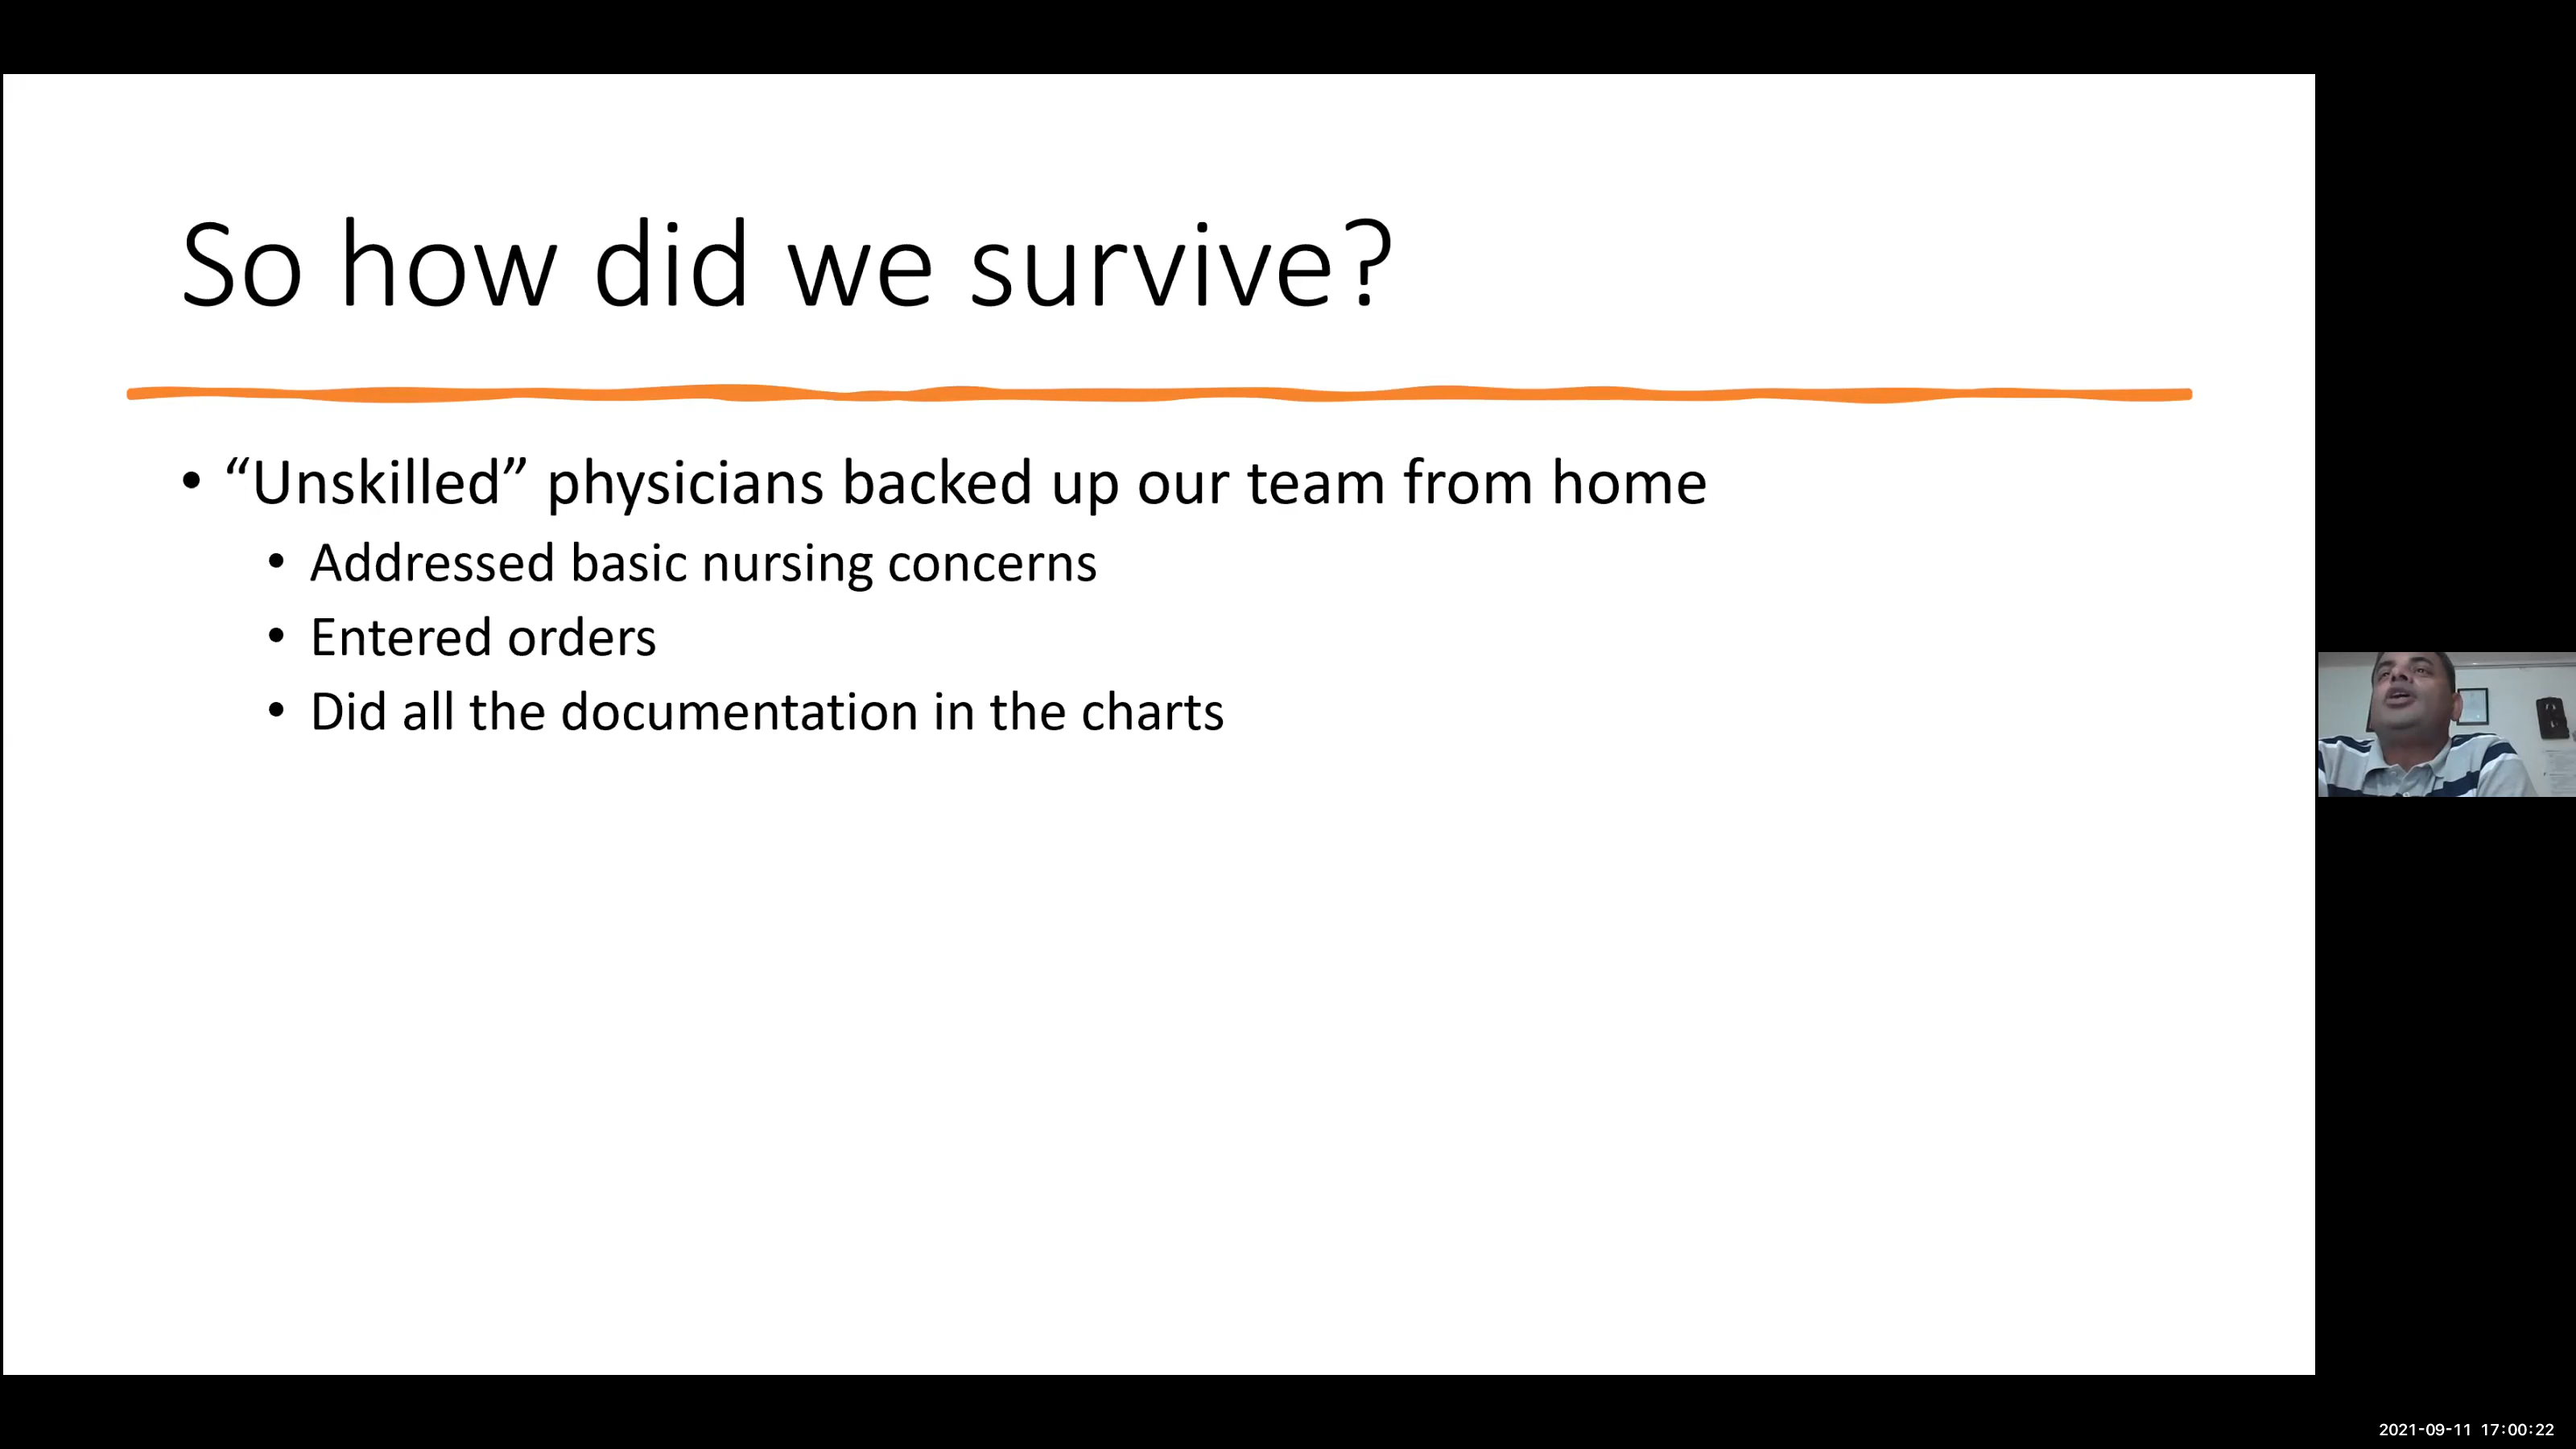 So how did we survive?
• “Unskilled” physicians backed up our team from home
• Addressed basic nursing concerns
• Entered orders
• Did all the documentation in the charts
2021-09-11 17:00:22